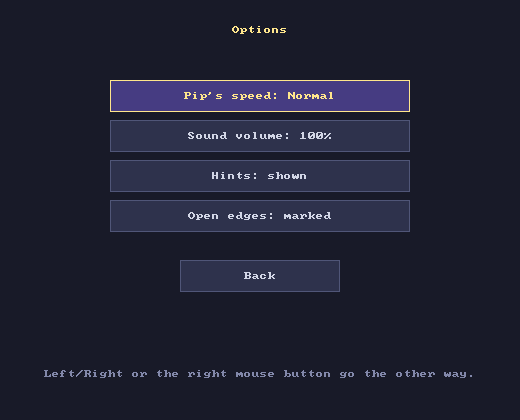 Options
Pip's speed: Normal
Sound volume: 100%
Hints: shown
Open edges: marked
Back
Left/Right or the right mouse button go the other way.